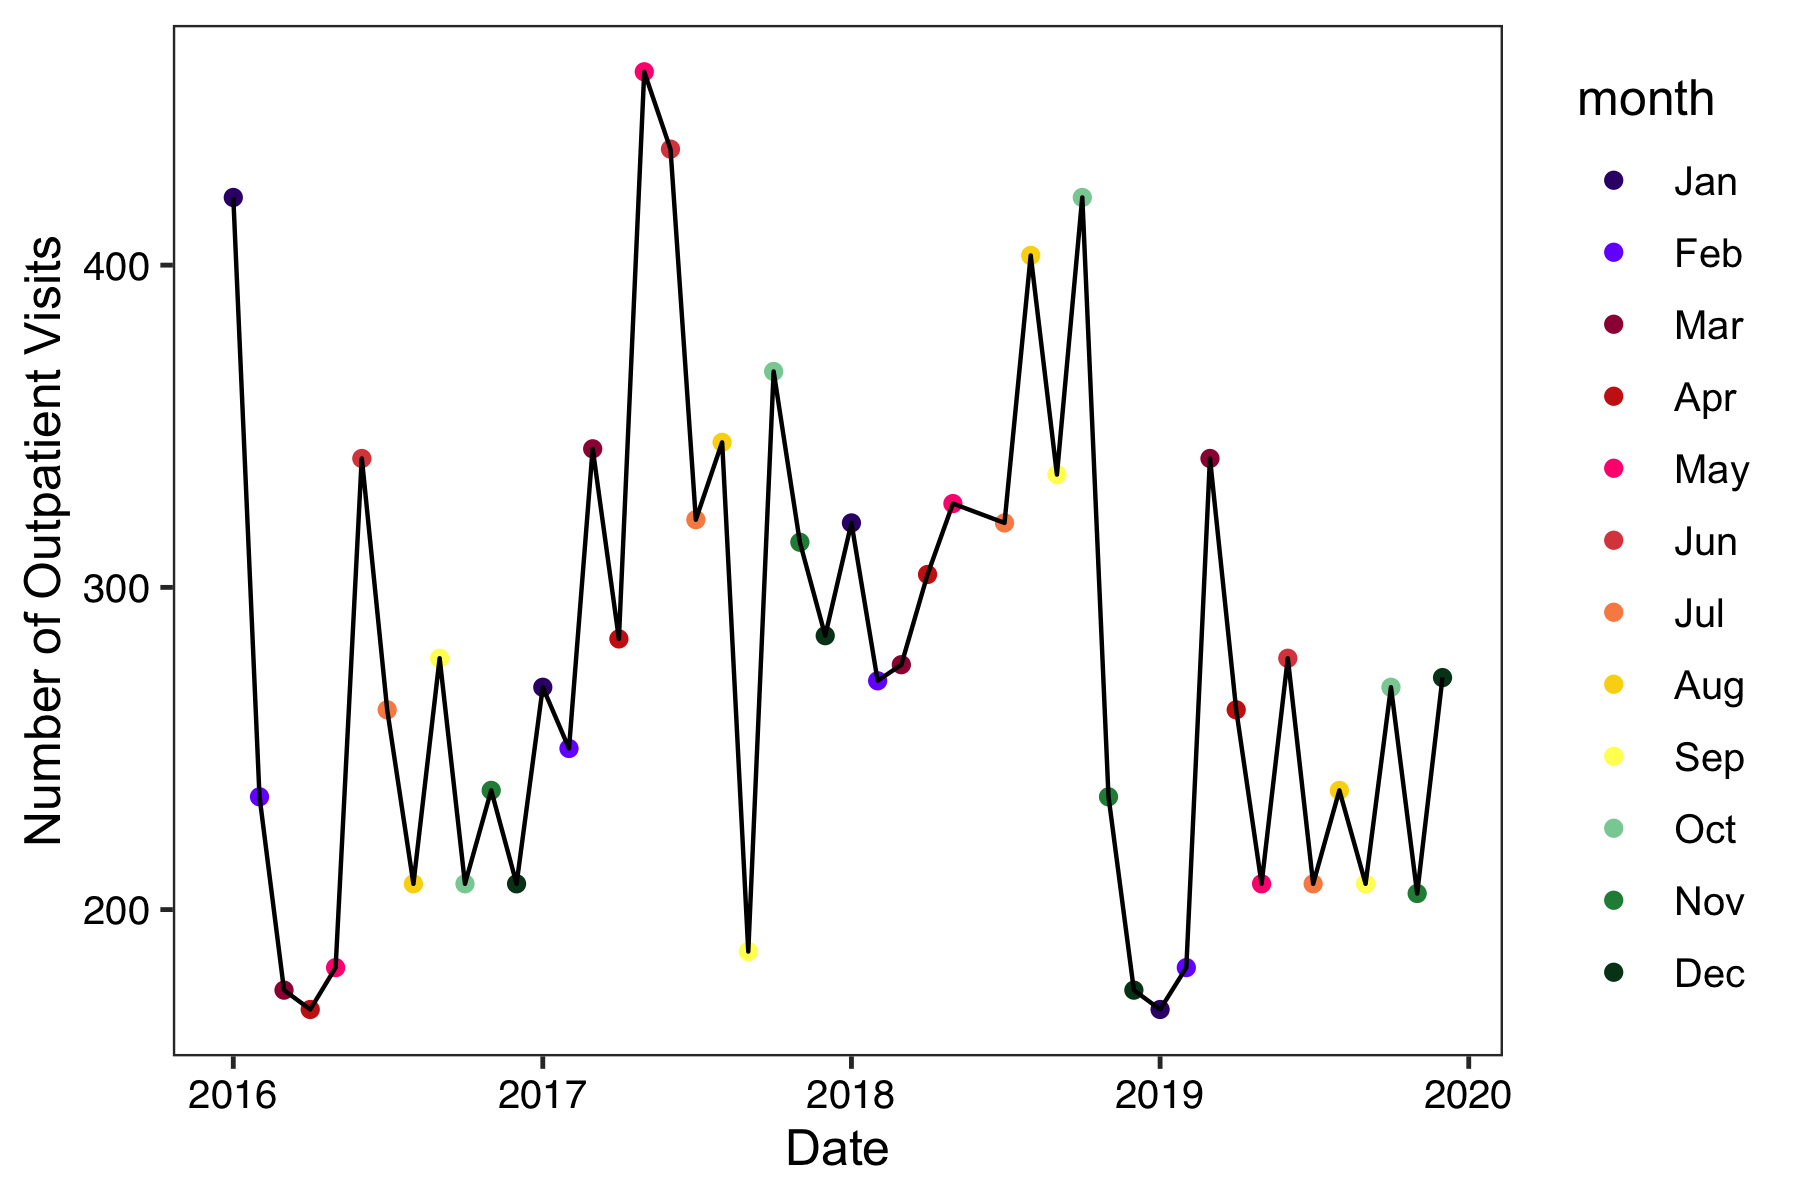 Number of Outpatient Visits
400
300
200
2016 2017 2018 2019 2020
Date
month
Jan
Feb
Mar
Apr
May
Jun
Jul
Aug
Sep
Oct
Nov
Dec